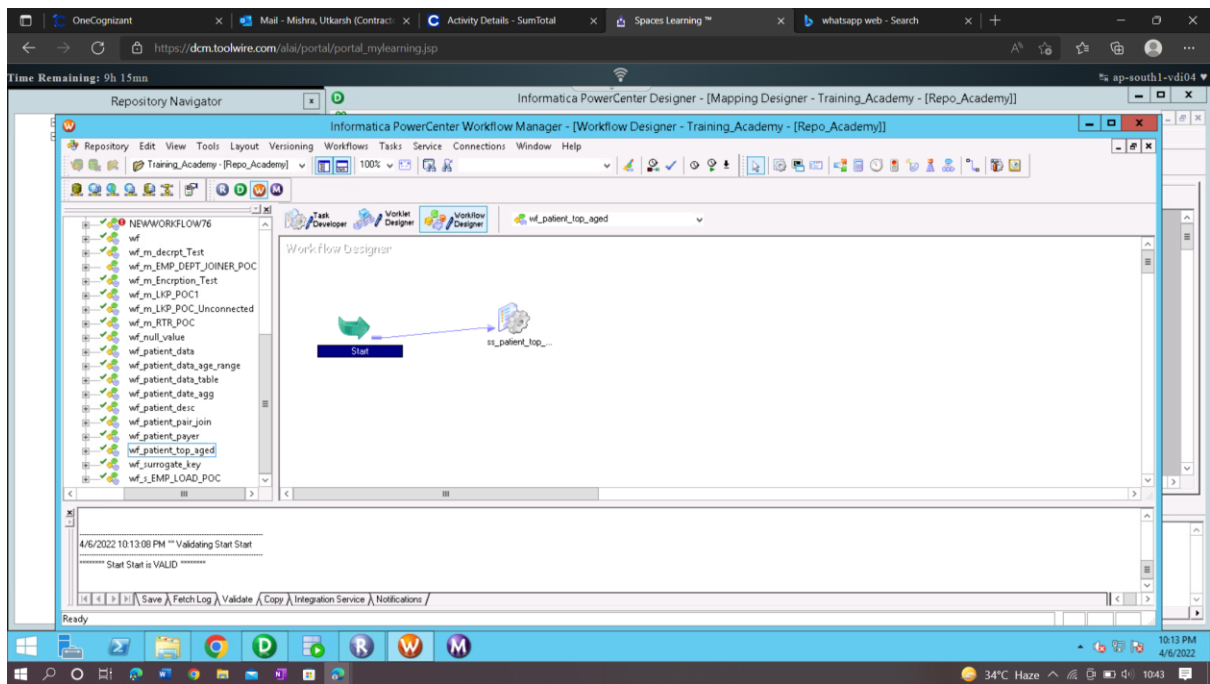 OneCognizant
Mail - Mishra, Utkarsh (Contracto
Activity Details - SumTotal
Spaces Learning ™
whatsapp web - Search
https://dcm.toolwire.com/alai/portal/portal_mylearning.jsp
Time Remaining: 9h 15mn
ap-south1-vdi04
Repository Navigator
Informatica PowerCenter Designer - [Mapping Designer - Training_Academy - [Repo_Academy]]
Informatica PowerCenter Workflow Manager - [Workflow Designer - Training_Academy - [Repo_Academy]]
Repository Edit View Tools Layout Versioning Workflows Tasks Service Connections Window Help
Training_Academy - [Repo_Academy]
100%
Task Developer
Worklet Designer
Workflow Designer
wf_patient_top_aged
NEWWORKFLOW76
wf
wf_m_decrpt_Test
wf_m_EMP_DEPT_JOINER_POC
wf_m_Encrption_Test
wf_m_LKP_POC1
wf_m_LKP_POC_Unconnected
wf_m_RTR_POC
wf_null_value
wf_patient_data
wf_patient_data_age_range
wf_patient_data_table
wf_patient_date_agg
wf_patient_desc
wf_patient_pair_join
wf_patient_payer
wf_patient_top_aged
wf_surrogate_key
wf_s_EMP_LOAD_POC
Workflow Designer
Start
ss_patient_top_...
4/6/2022 10:13:08 PM ** Validating Start Start
******** Start Start is VALID ********
Save Fetch Log Validate Copy Integration Service Notifications
Ready
10:13 PM
4/6/2022
34°C Haze
10:43